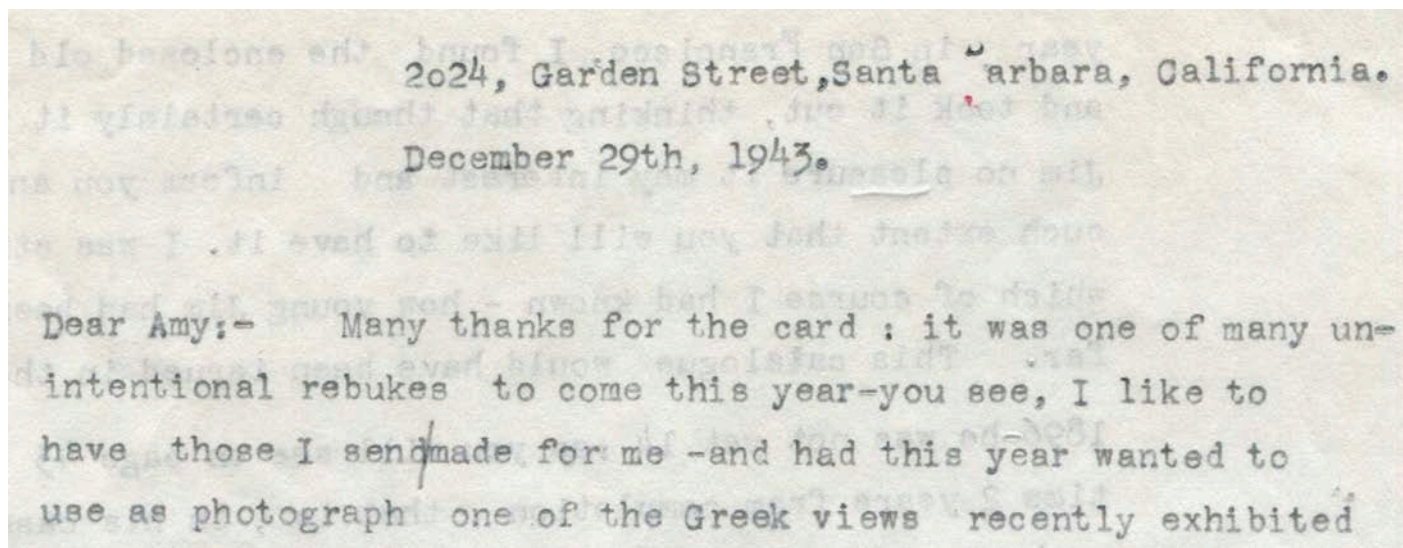 2024, Garden Street,Santa Barbara, California.
December 29th, 1943.
Dear Amy:- Many thanks for the card : it was one of many un-
intentional rebukes to come this year-you see, I like to
have those I send/made for me -and had this year wanted to
use as photograph one of the Greek views recently exhibited